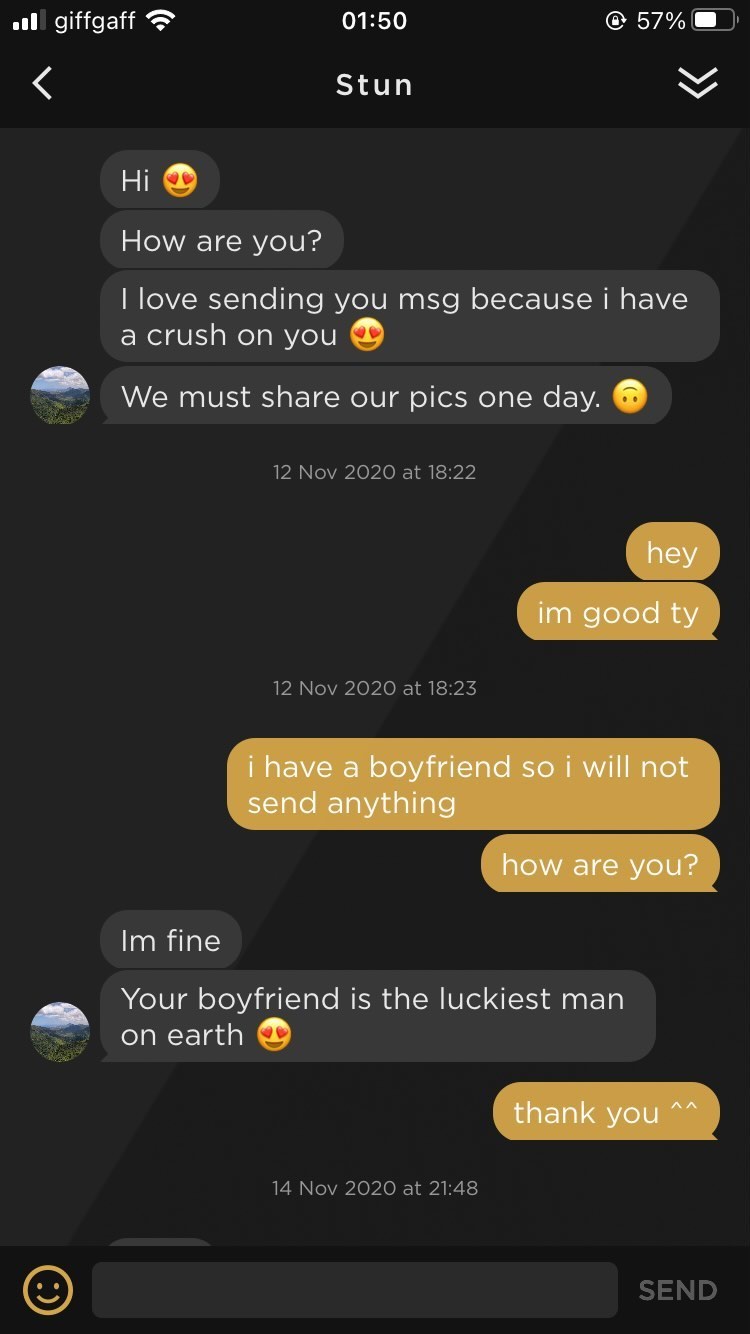 giffgaff 01:50 57%
Stun
Hi 😍
How are you?
I love sending you msg because i have
a crush on you 😍
We must share our pics one day. 🙃
12 Nov 2020 at 18:22
hey
im good ty
12 Nov 2020 at 18:23
i have a boyfriend so i will not
send anything
how are you?
Im fine
Your boyfriend is the luckiest man
on earth 😍
thank you ^^
14 Nov 2020 at 21:48
SEND